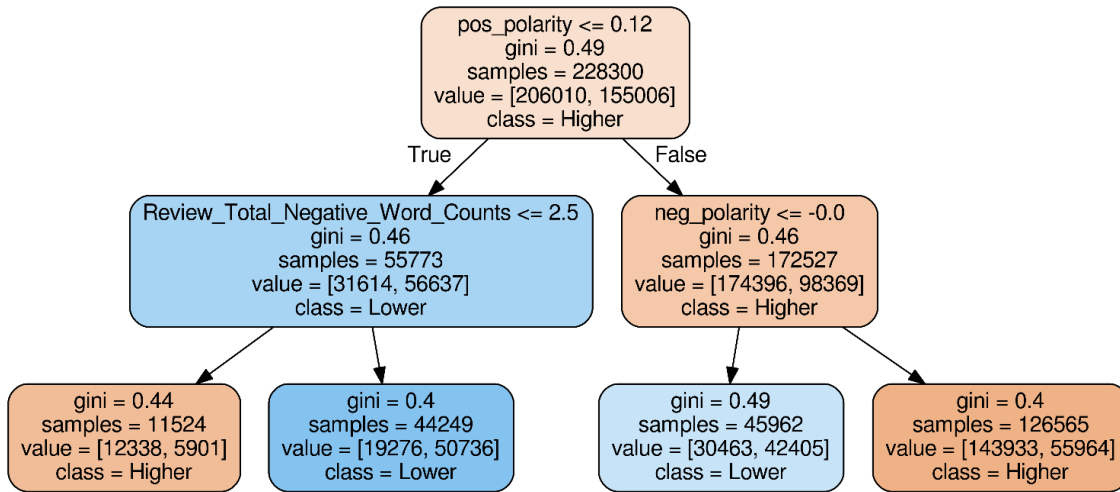 pos_polarity <= 0.12
gini = 0.49
samples = 228300
value = [206010, 155006]
class = Higher
True
False
Review_Total_Negative_Word_Counts <= 2.5
gini = 0.46
samples = 55773
value = [31614, 56637]
class = Lower
neg_polarity <= -0.0
gini = 0.46
samples = 172527
value = [174396, 98369]
class = Higher
gini = 0.44
samples = 11524
value = [12338, 5901]
class = Higher
gini = 0.4
samples = 44249
value = [19276, 50736]
class = Lower
gini = 0.49
samples = 45962
value = [30463, 42405]
class = Lower
gini = 0.4
samples = 126565
value = [143933, 55964]
class = Higher